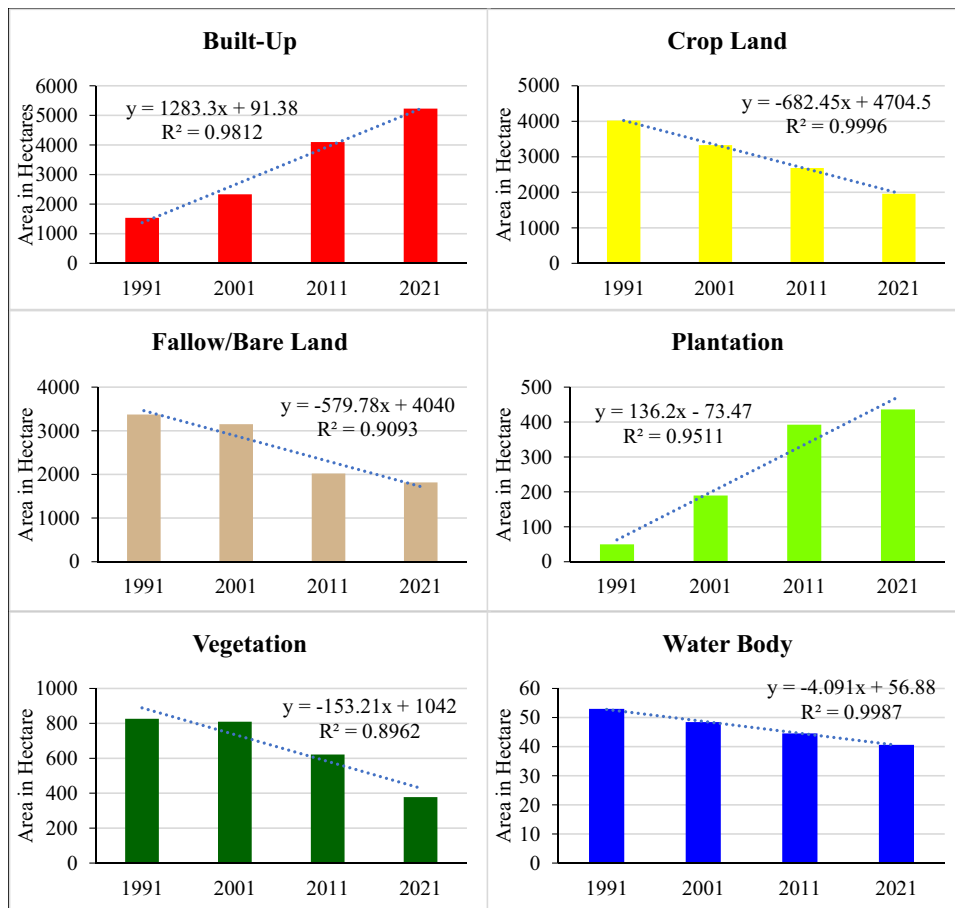 Built-Up
Area in Hectares
6000
5000
4000
3000
2000
1000
0
y = 1283.3x + 91.38
R² = 0.9812
1991 2001 2011 2021
Crop Land
Area in Hectare
5000
4000
3000
2000
1000
0
y = -682.45x + 4704.5
R² = 0.9996
1991 2001 2011 2021
Fallow/Bare Land
Area in Hectare
4000
3000
2000
1000
0
y = -579.78x + 4040
R² = 0.9093
1991 2001 2011 2021
Plantation
Area in Hectare
500
400
300
200
100
0
y = 136.2x - 73.47
R² = 0.9511
1991 2001 2011 2021
Vegetation
Area in Hectare
1000
800
600
400
200
0
y = -153.21x + 1042
R² = 0.8962
1991 2001 2011 2021
Water Body
Area in Hectare
60
50
40
30
20
10
0
y = -4.091x + 56.88
R² = 0.9987
1991 2001 2011 2021